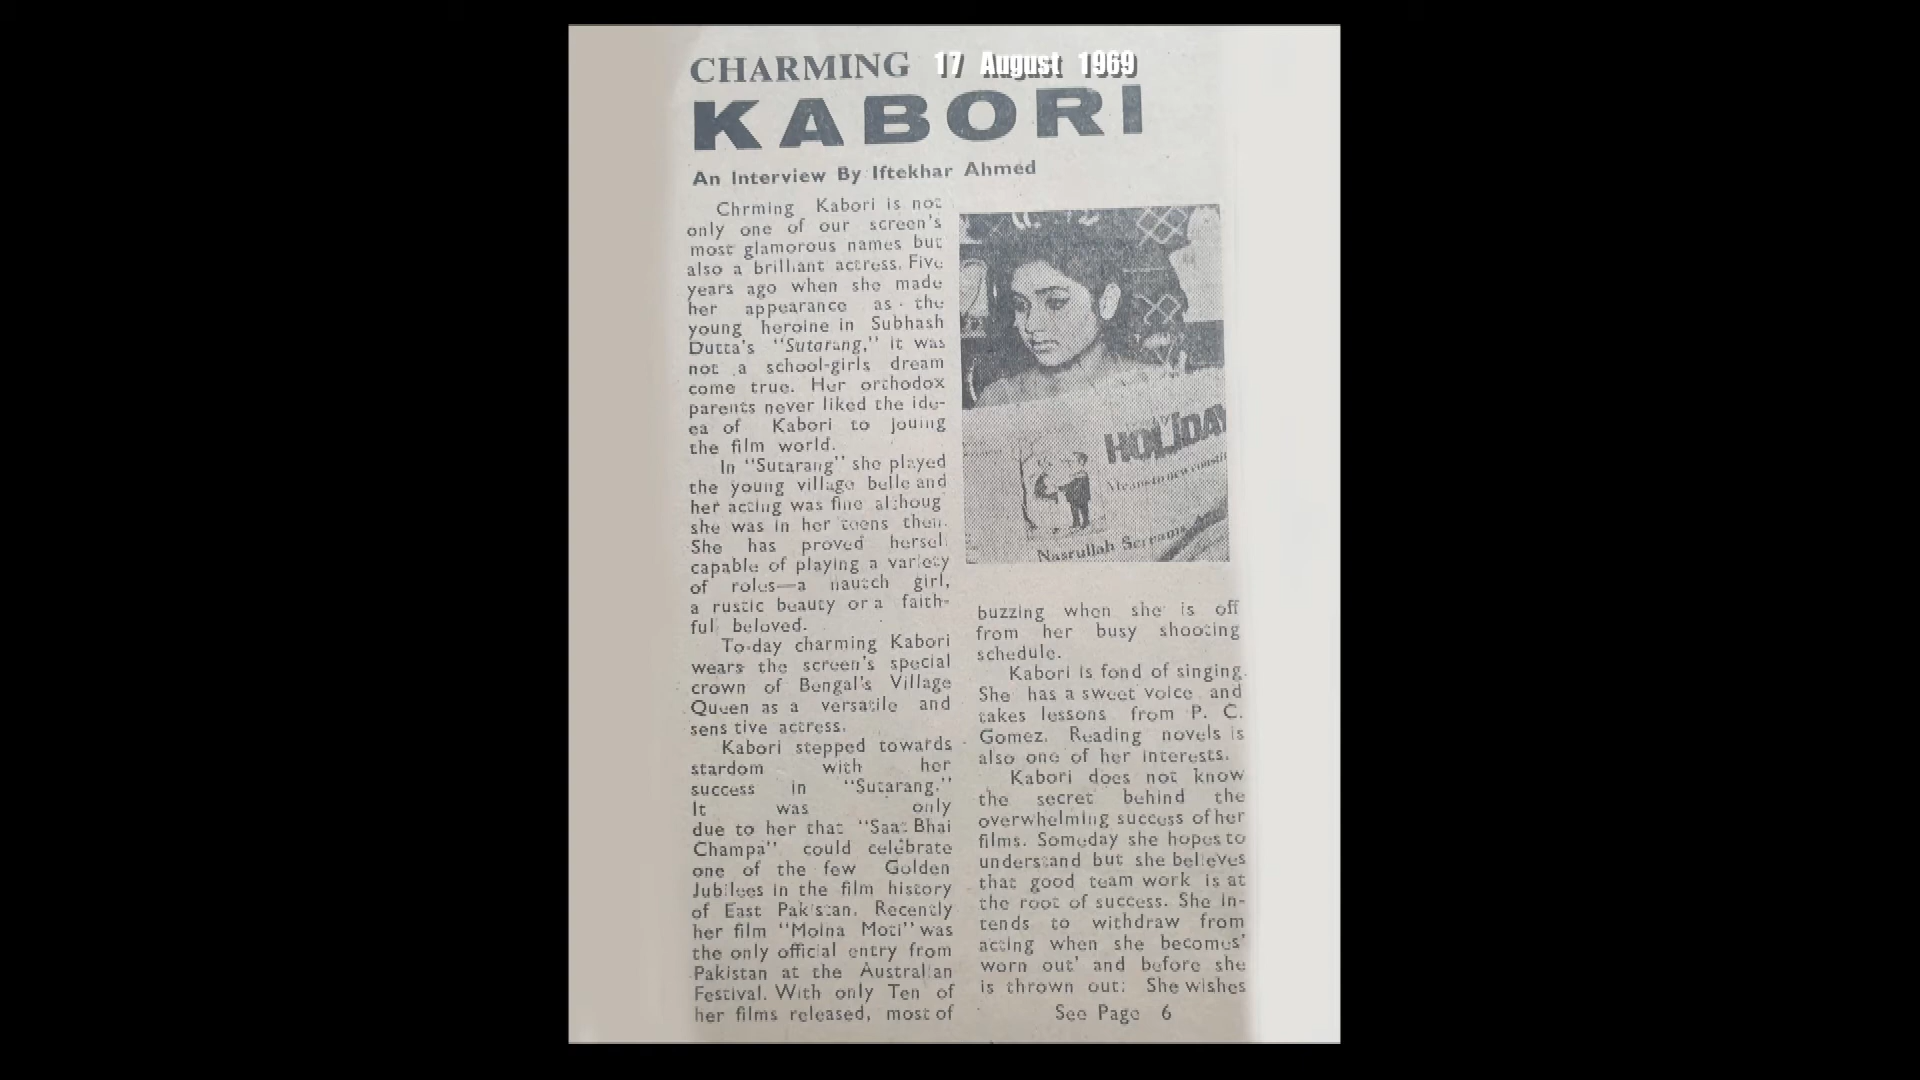 CHARMING 17 August 1969
KABORI
An Interview By Iftekhar Ahmed
Chrming Kabori is not
only one of our screen's
most glamorous names but
also a brilliant actress. Five
years ago when she made
her appearance as the
young heroine in Subhash
Dutta's "Sutarang," it was
not a school-girls dream
come true. Her orthodox
parents never liked the ide-
ea of Kabori to jouing
the film world.
In "Sutarang" she played
the young village belle and
her acting was fine althoug
she was in her teens then.
She has proved hersel
capable of playing a variety
of roles—a nautch girl,
a rustic beauty or a faith-
ful beloved.
To-day charming Kabori
wears the screen's special
crown of Bengal's Village
Queen as a versatile and
sens tive actress.
Kabori stepped towards
stardom with her
success in "Sutarang."
It was only
due to her that "Saat Bhai
Champa" could celebrate
one of the few Golden
Jubilees in the film history
of East Pakistan. Recently
her film "Moina Moti" was
the only official entry from
Pakistan at the Australian
Festival. With only Ten of
her films released, most of
HOLIDAY
Nasrullah Screams
buzzing when she is off
from her busy shooting
schedule.
Kabori is fond of singing.
She has a sweet voice and
takes lessons from P. C.
Gomez. Reading novels is
also one of her interests.
Kabori does not know
the secret behind the
overwhelming success of her
films. Someday she hopes to
understand but she believes
that good team work is at
the root of success. She in-
tends to withdraw from
acting when she becomes'
worn out' and before she
is thrown out: She wishes
See Page 6